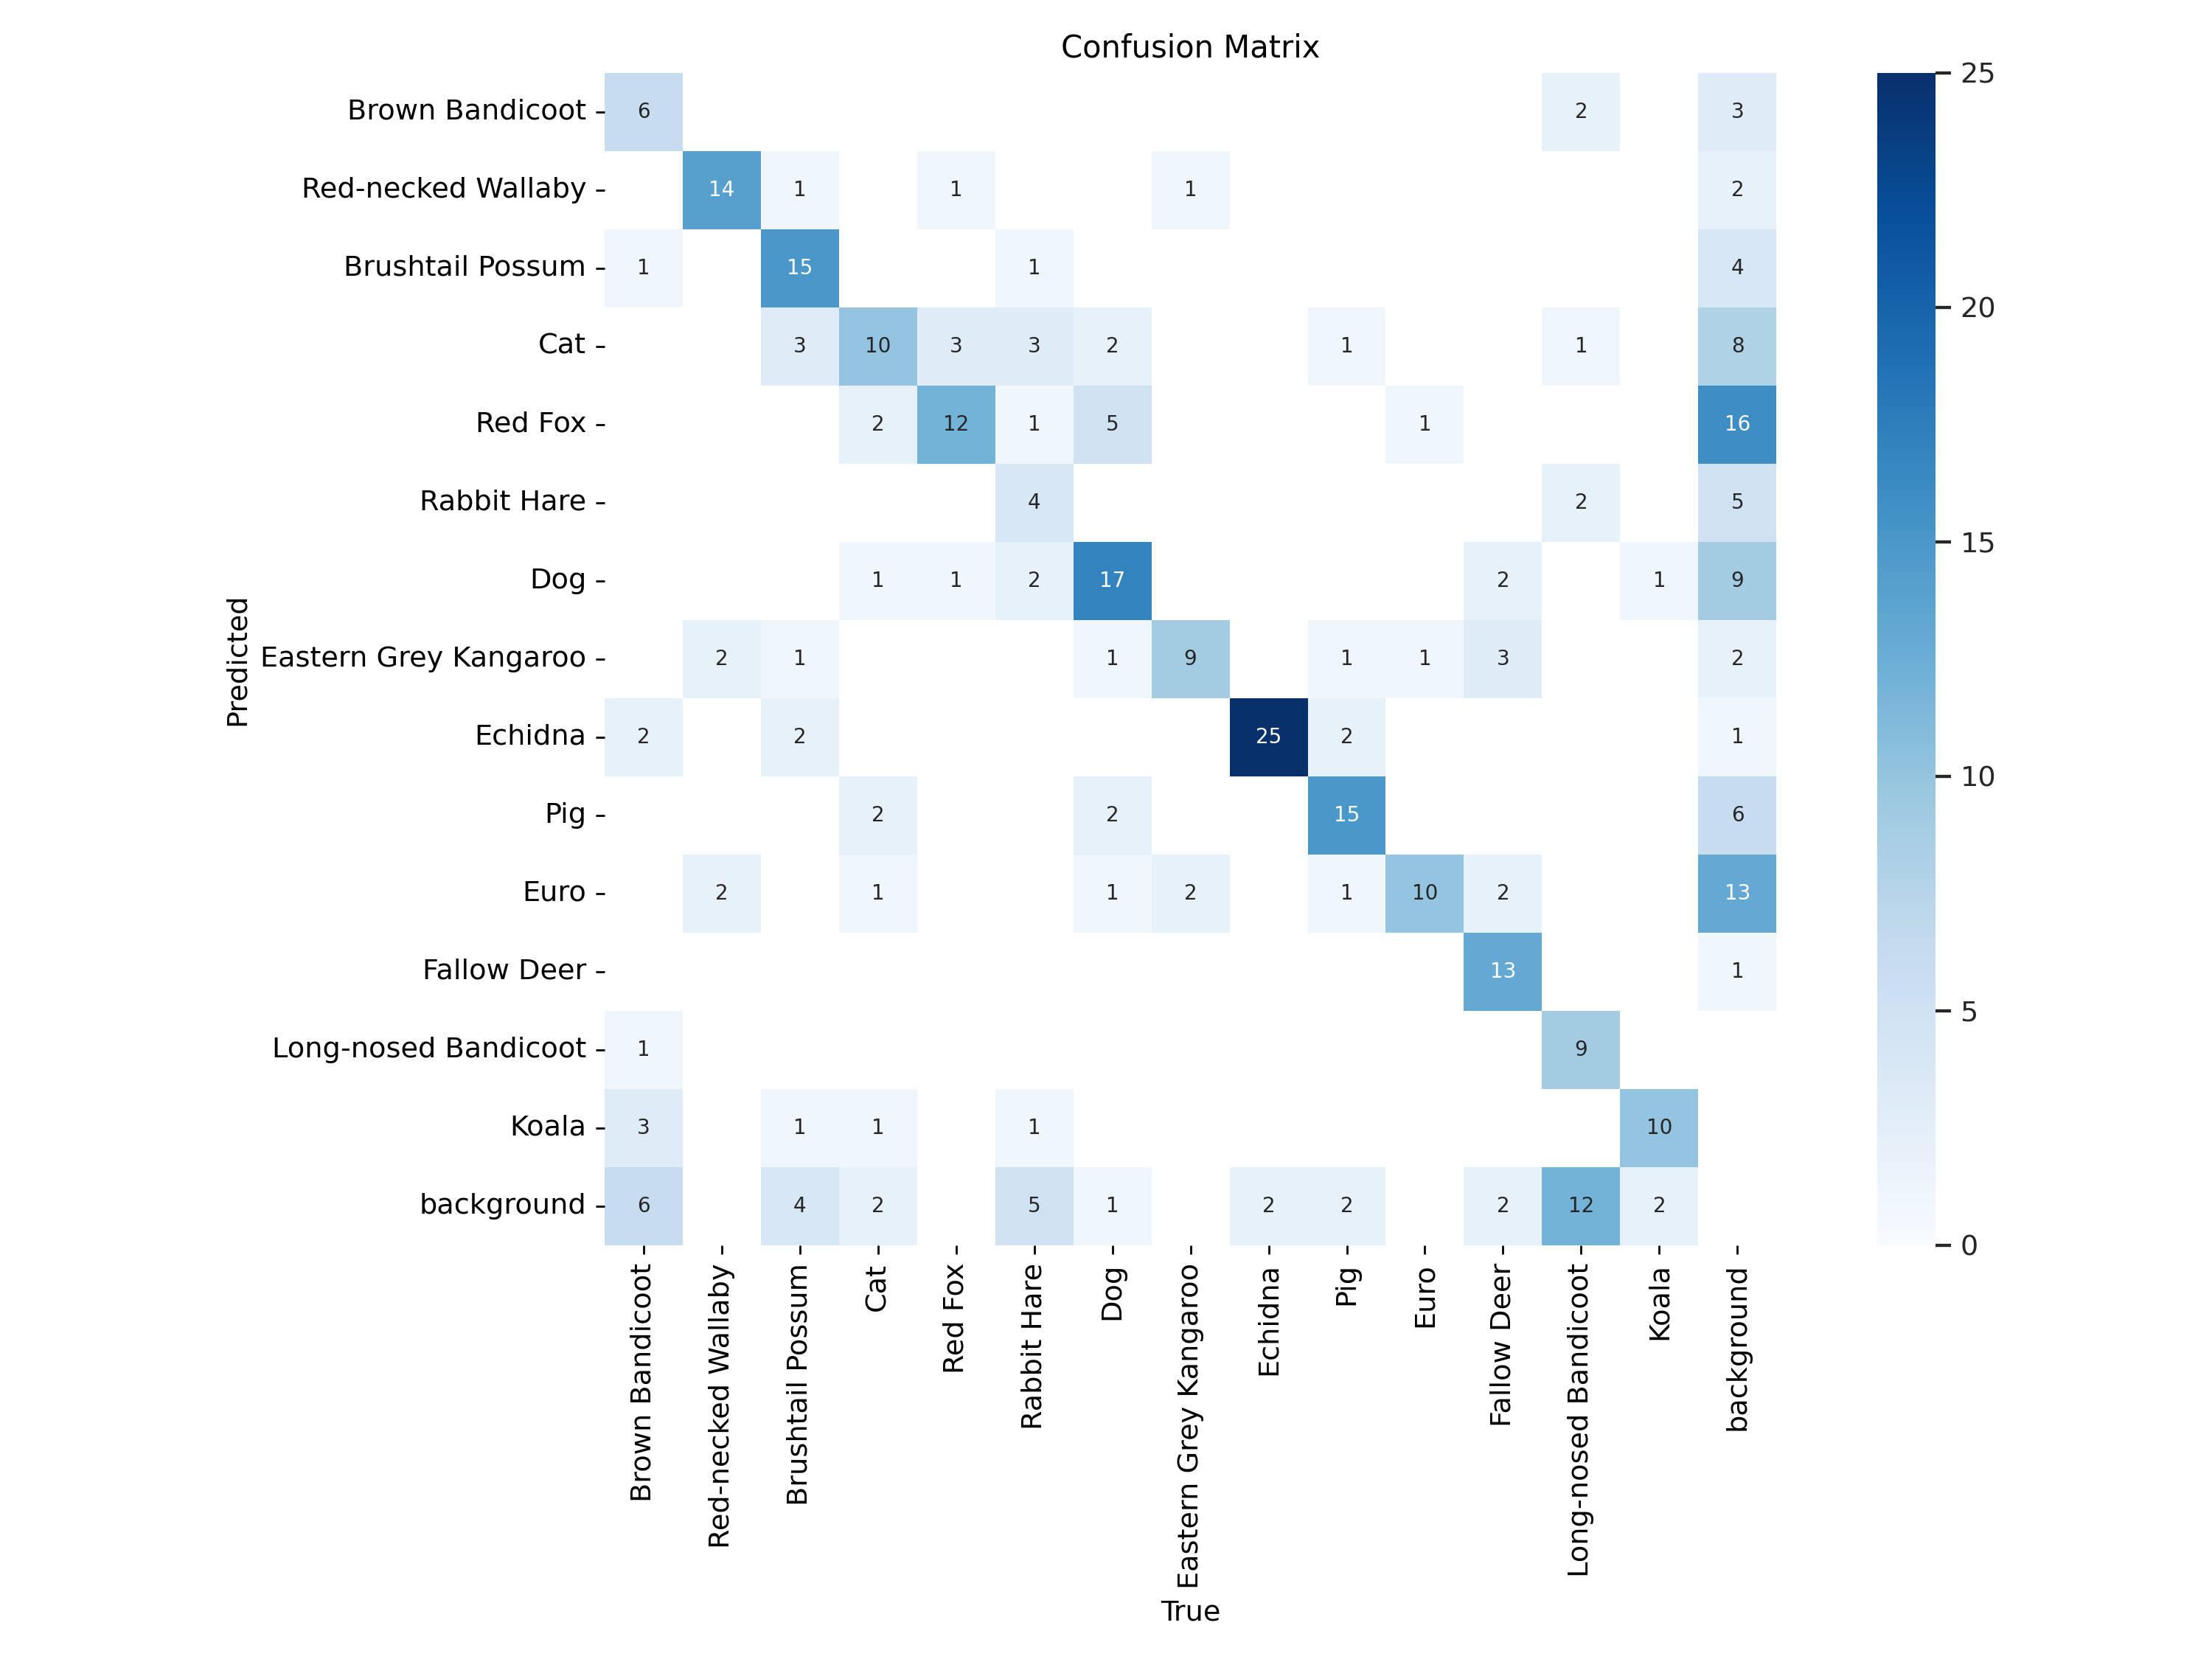 Confusion Matrix
Brown Bandicoot 6 2 3 25
Red-necked Wallaby 14 1 1 1 2
Brushtail Possum 1 15 1 4
20
Cat 3 10 3 3 2 1 1 8
Red Fox 2 12 1 5 1 16
Rabbit Hare 4 2 5
15
Dog 1 1 2 17 2 1 9
Predicted
Eastern Grey Kangaroo 2 1 1 9 1 1 3 2
Echidna 2 2 25 2 1
10
Pig 2 2 15 6
Euro 2 1 1 2 1 10 2 13
Fallow Deer 13 1
5
Long-nosed Bandicoot 1 9
Koala 3 1 1 1 10
background 6 4 2 5 1 2 2 2 12 2
0
Brown Bandicoot
Red-necked Wallaby
Brushtail Possum
Cat
Red Fox
Rabbit Hare
Dog
Eastern Grey Kangaroo
Echidna
Pig
Euro
Fallow Deer
Long-nosed Bandicoot
Koala
background
True